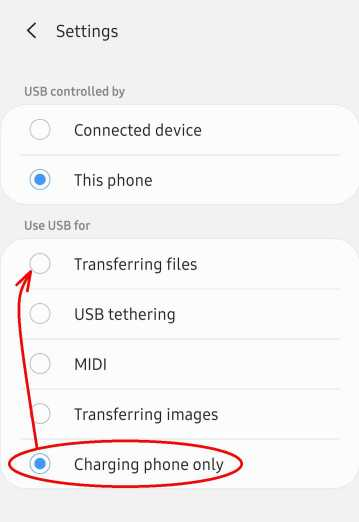 Settings
USB controlled by
Connected device
This phone
Use USB for
Transferring files
USB tethering
MIDI
Transferring images
Charging phone only